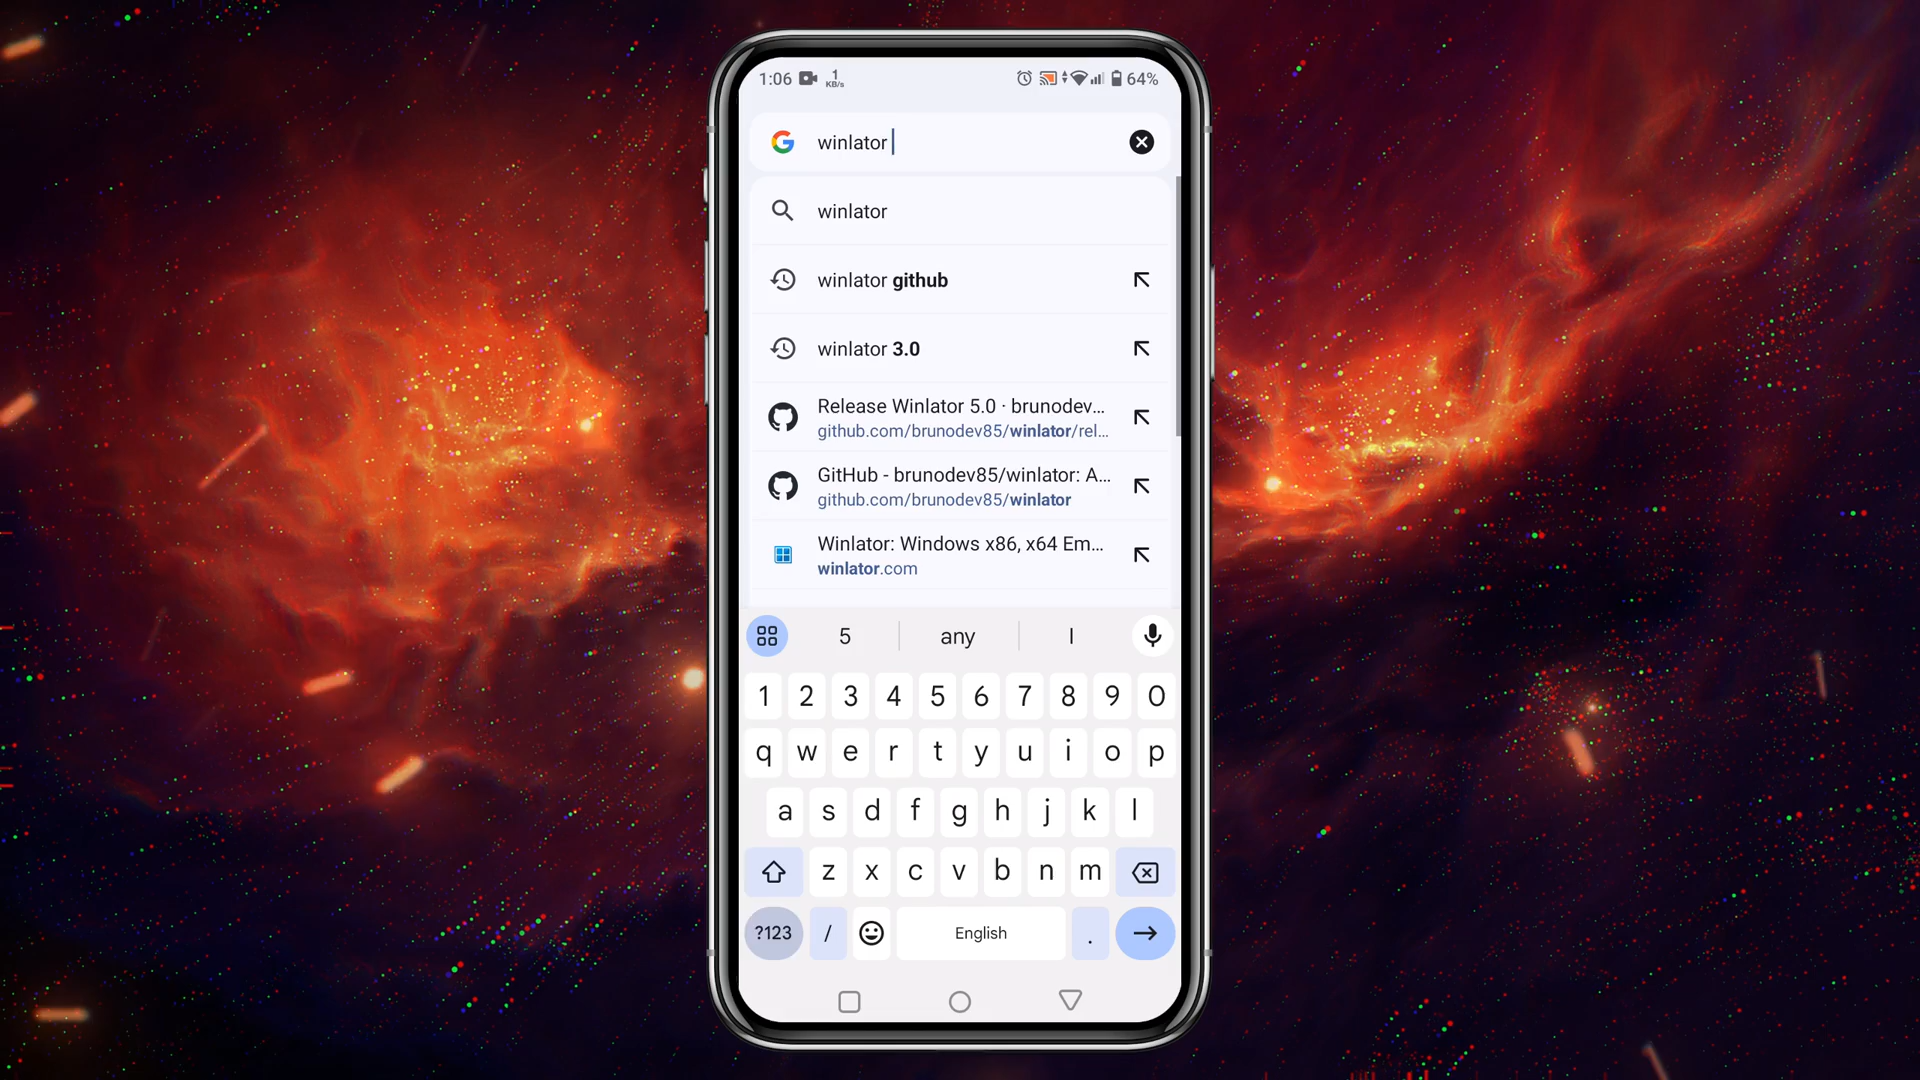 1:06 1 KB/s 64%
winlator
winlator
winlator github
winlator 3.0
Release Winlator 5.0 · brunodev...
github.com/brunodev85/winlator/rel...
GitHub - brunodev85/winlator: A...
github.com/brunodev85/winlator
Winlator: Windows x86, x64 Em...
winlator.com
5 any I
1 2 3 4 5 6 7 8 9 0
q w e r t y u i o p
a s d f g h j k l
z x c v b n m
?123 / English .